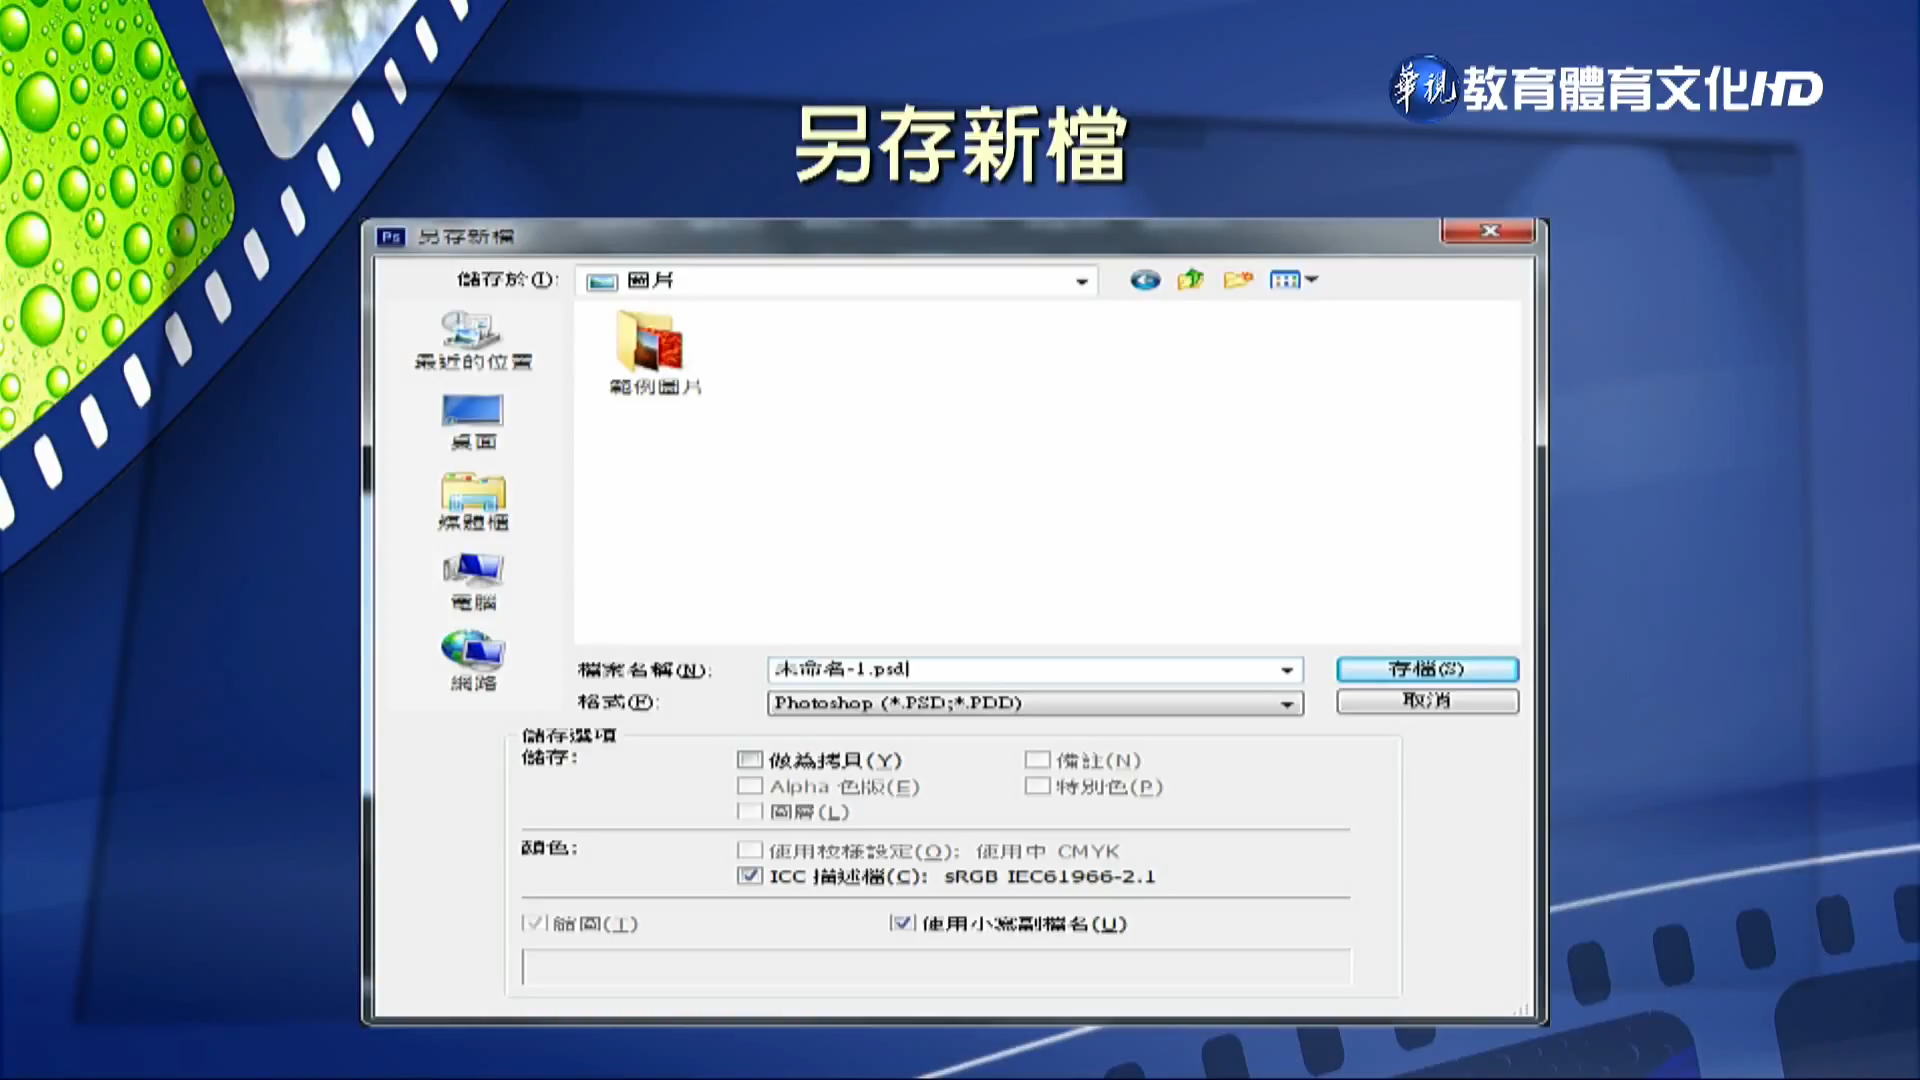 華視 教育體育文化HD
另存新檔
Ps 另存新檔
儲存於(I): 圖片
範例圖片
最近的位置
桌面
媒體櫃
電腦
網路
檔案名稱(N): 未命名-1.psd 存檔(S)
格式(F): Photoshop (*.PSD;*.PDD) 取消
儲存選項
儲存: 做為拷貝(Y) 備註(N)
Alpha 色版(E) 特別色(P)
圖層(L)
顏色: 使用校樣設定(O): 使用中 CMYK
ICC 描述檔(C): sRGB IEC61966-2.1
縮圖(T) 使用小寫副檔名(U)